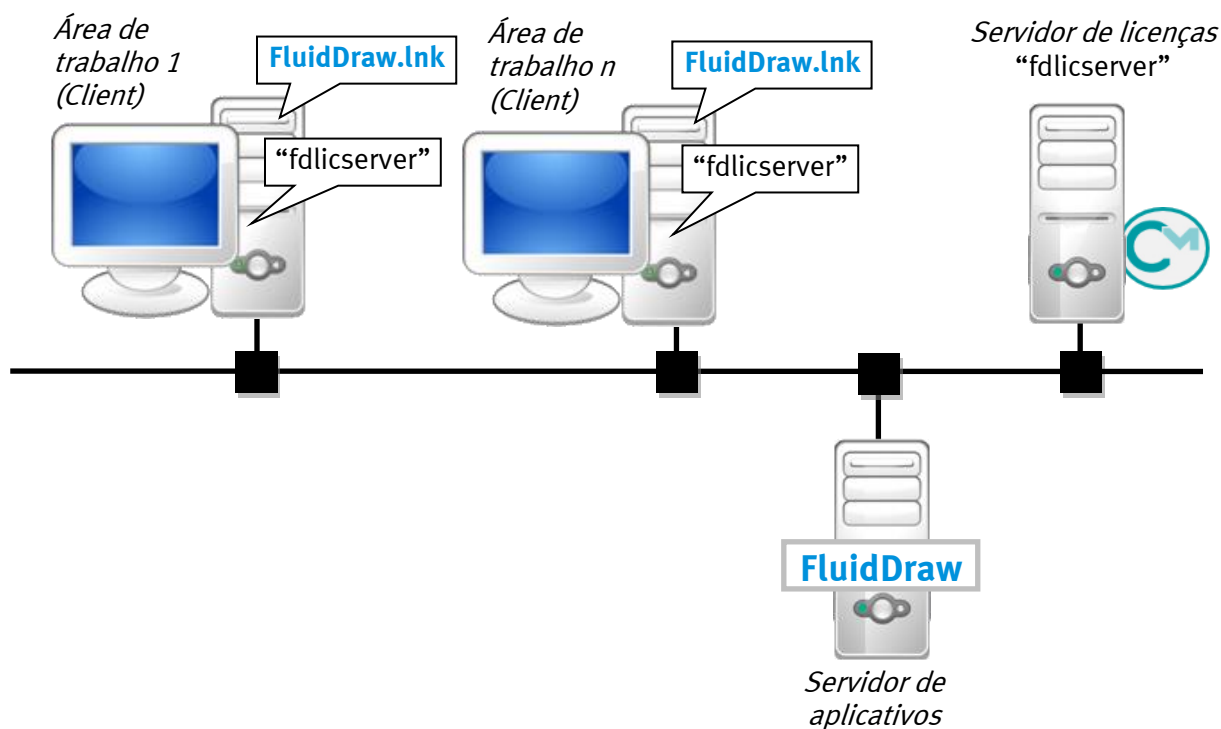 Área de
trabalho 1
(Client)
FluidDraw.lnk
“fdlicserver”
Área de
trabalho n
(Client)
FluidDraw.lnk
“fdlicserver”
Servidor de licenças
“fdlicserver”
CM
FluidDraw
Servidor de
aplicativos